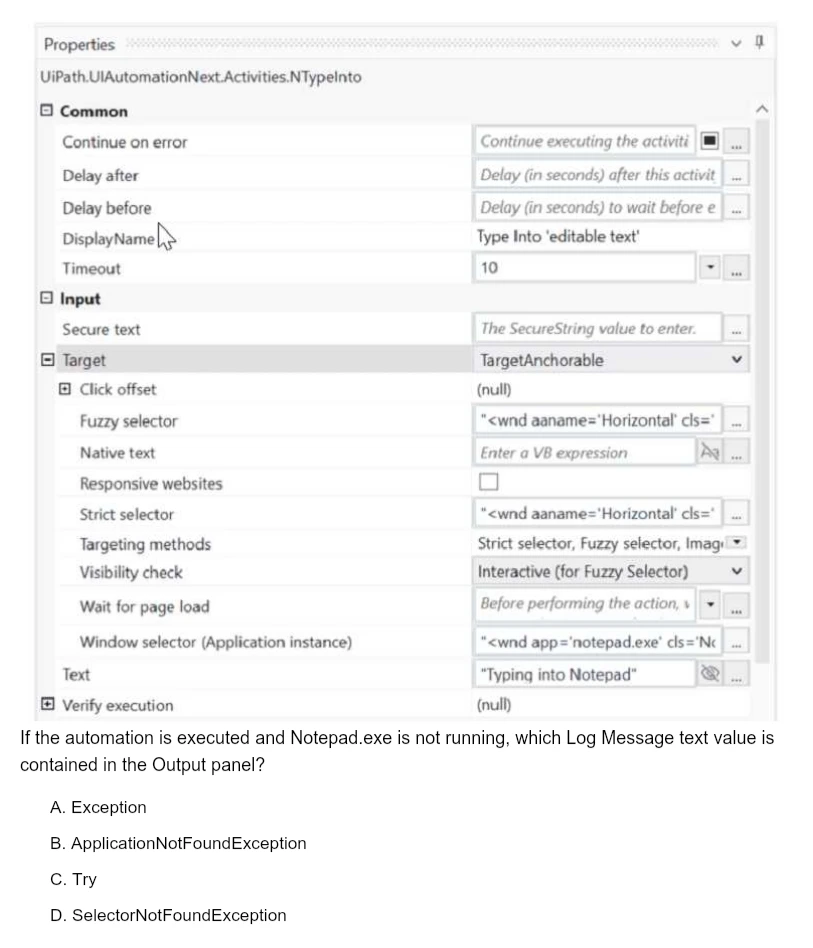 Properties
UiPath.UIAutomationNext.Activities.NTypeInto
Common
Continue on error Continue executing the activiti ...
Delay after Delay (in seconds) after this activit ...
Delay before Delay (in seconds) to wait before e ...
DisplayName Type Into 'editable text'
Timeout 10 ...
Input
Secure text The SecureString value to enter. ...
Target TargetAnchorable
Click offset (null)
Fuzzy selector "<wnd aaname='Horizontal' cls=' ...
Native text Enter a VB expression ...
Responsive websites
Strict selector "<wnd aaname='Horizontal' cls=' ...
Targeting methods Strict selector, Fuzzy selector, Imag
Visibility check Interactive (for Fuzzy Selector)
Wait for page load Before performing the action, ...
Window selector (Application instance) "<wnd app='notepad.exe' cls='No ...
Text "Typing into Notepad" ...
Verify execution (null)
If the automation is executed and Notepad.exe is not running, which Log Message text value is
contained in the Output panel?
A. Exception
B. ApplicationNotFoundException
C. Try
D. SelectorNotFoundException